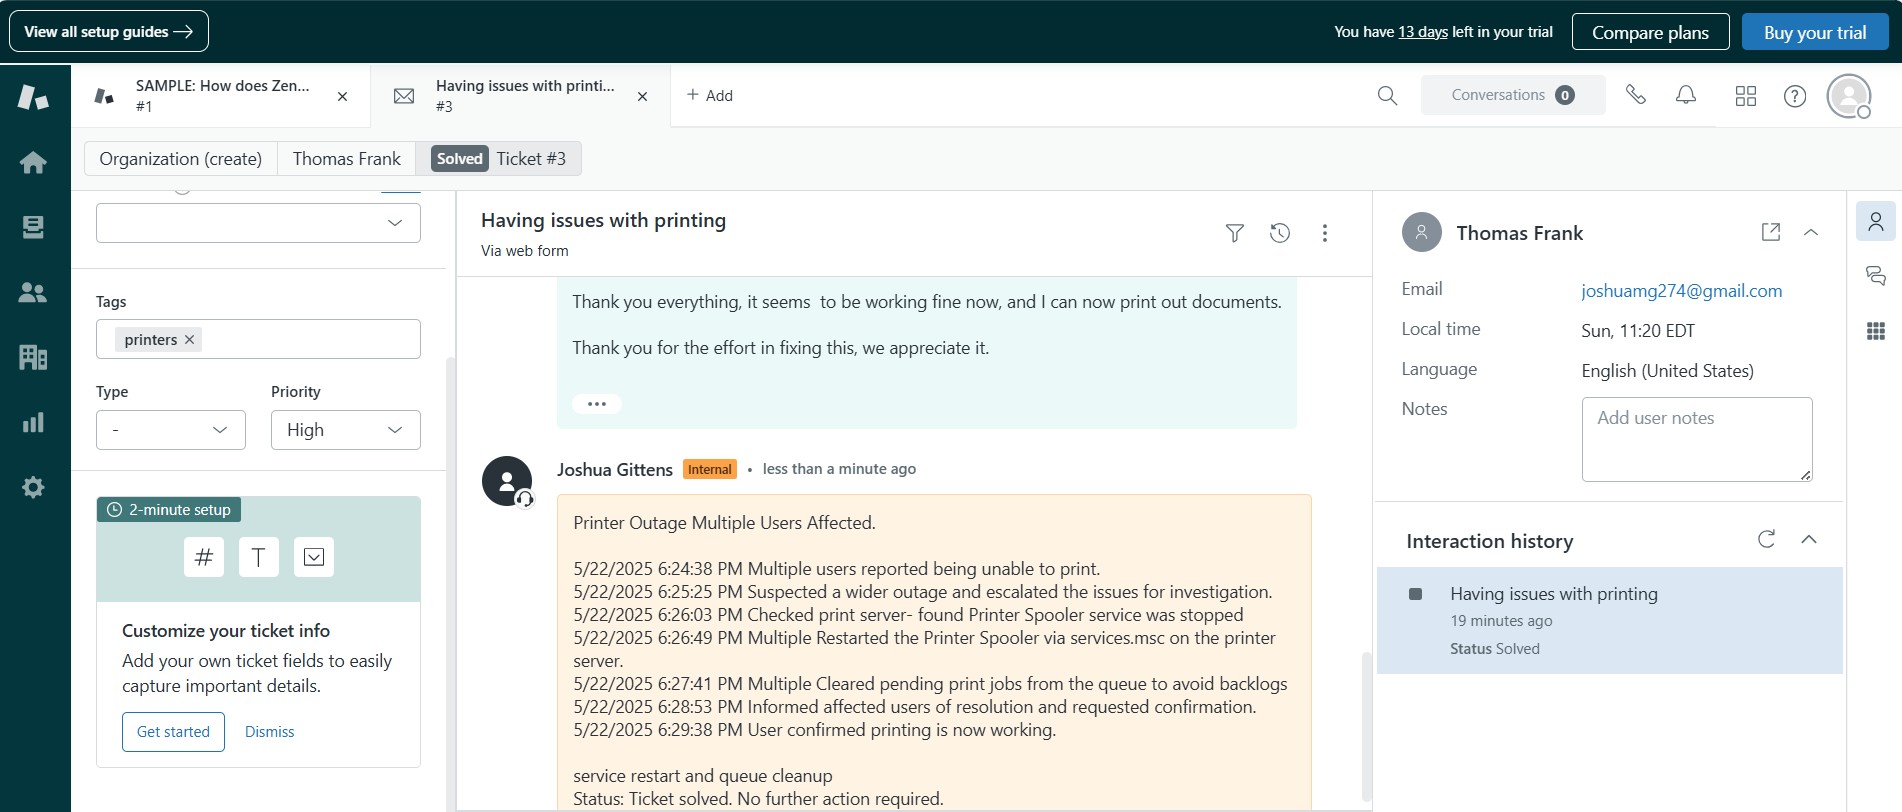 View all setup guides →
You have 13 days left in your trial
Compare plans
Buy your trial
SAMPLE: How does Zen...
#1
Having issues with printi...
#3
+ Add
Conversations 0
Organization (create)
Thomas Frank
Solved Ticket #3
Tags
printers ×
Type
Priority
-
High
2-minute setup
# T
Customize your ticket info
Add your own ticket fields to easily
capture important details.
Get started
Dismiss
Having issues with printing
Via web form
Thank you everything, it seems  to be working fine now, and I can now print out documents.
Thank you for the effort in fixing this, we appreciate it.
•••
Joshua Gittens Internal • less than a minute ago
Printer Outage Multiple Users Affected.
5/22/2025 6:24:38 PM Multiple users reported being unable to print.
5/22/2025 6:25:25 PM Suspected a wider outage and escalated the issues for investigation.
5/22/2025 6:26:03 PM Checked print server- found Printer Spooler service was stopped
5/22/2025 6:26:49 PM Multiple Restarted the Printer Spooler via services.msc on the printer
server.
5/22/2025 6:27:41 PM Multiple Cleared pending print jobs from the queue to avoid backlogs
5/22/2025 6:28:53 PM Informed affected users of resolution and requested confirmation.
5/22/2025 6:29:38 PM User confirmed printing is now working.
service restart and queue cleanup
Status: Ticket solved. No further action required.
Thomas Frank
Email joshuamg274@gmail.com
Local time Sun, 11:20 EDT
Language English (United States)
Notes Add user notes
Interaction history
Having issues with printing
19 minutes ago
Status Solved